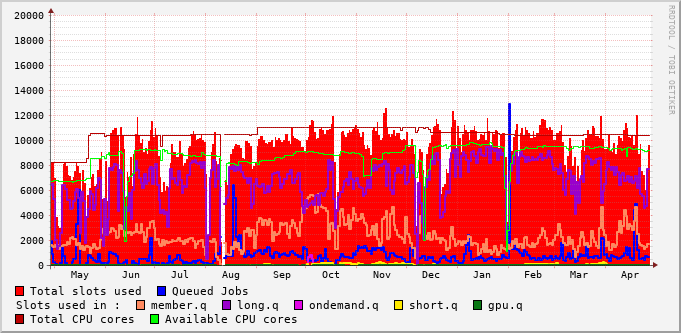 20000
18000
16000
14000
12000
10000
8000
6000
4000
2000
0
May Jun Jul Aug Sep Oct Nov Dec Jan Feb Mar Apr
RRDTOOL / TOBI OETIKER
Total slots used Queued Jobs
Slots used in : member.q long.q ondemand.q short.q gpu.q
Total CPU cores Available CPU cores